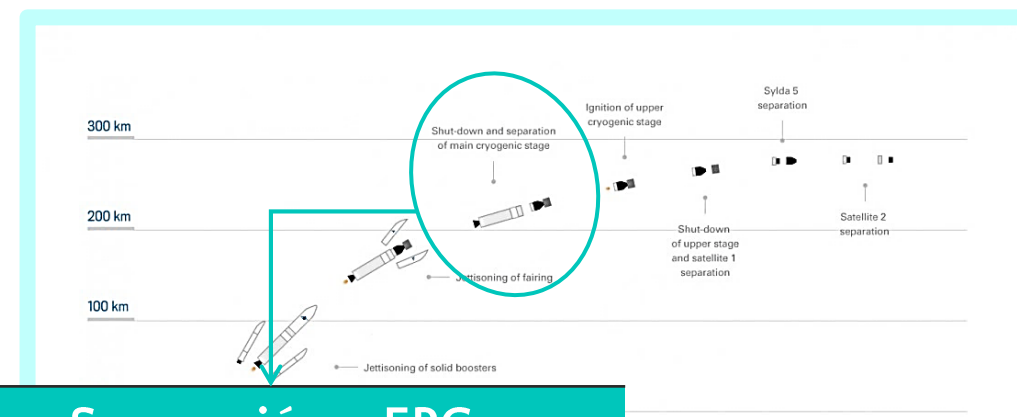 Sylda 5
separation
Ignition of upper
cryogenic stage
300 km
Shut-down and separation
of main cryogenic stage
200 km
Satellite 2
separation
Shut-down
of upper stage
and satellite 1
separation
Jettisoning of fairing
100 km
Jettisoning of solid boosters